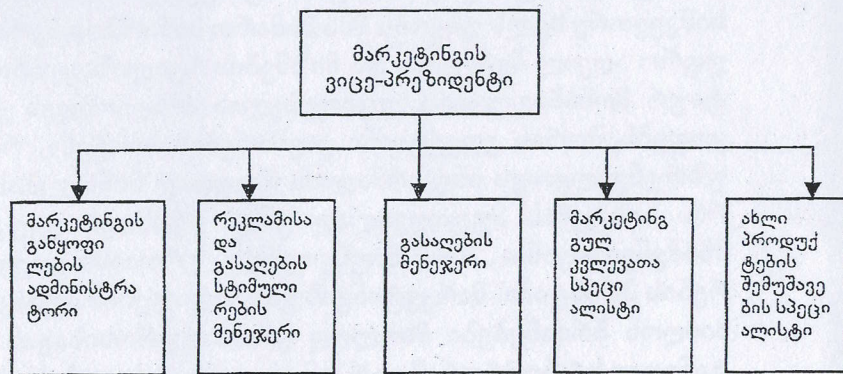 მარკეტინგის
ვიცე-პრეზიდენტი
მარკეტინგის
განყოფი
ლების
ადმინისტრა
ტორი
რეკლამისა
და
გასაღების
სტიმული
რების
მენეჯერი
გასაღების
მენეჯერი
მარკეტინგ
გულ
კვლევათა
სპეცი
ალისტი
ახლი
პროდუქ
ტების
შემუშავე
ბის სპეცი
ალისტი